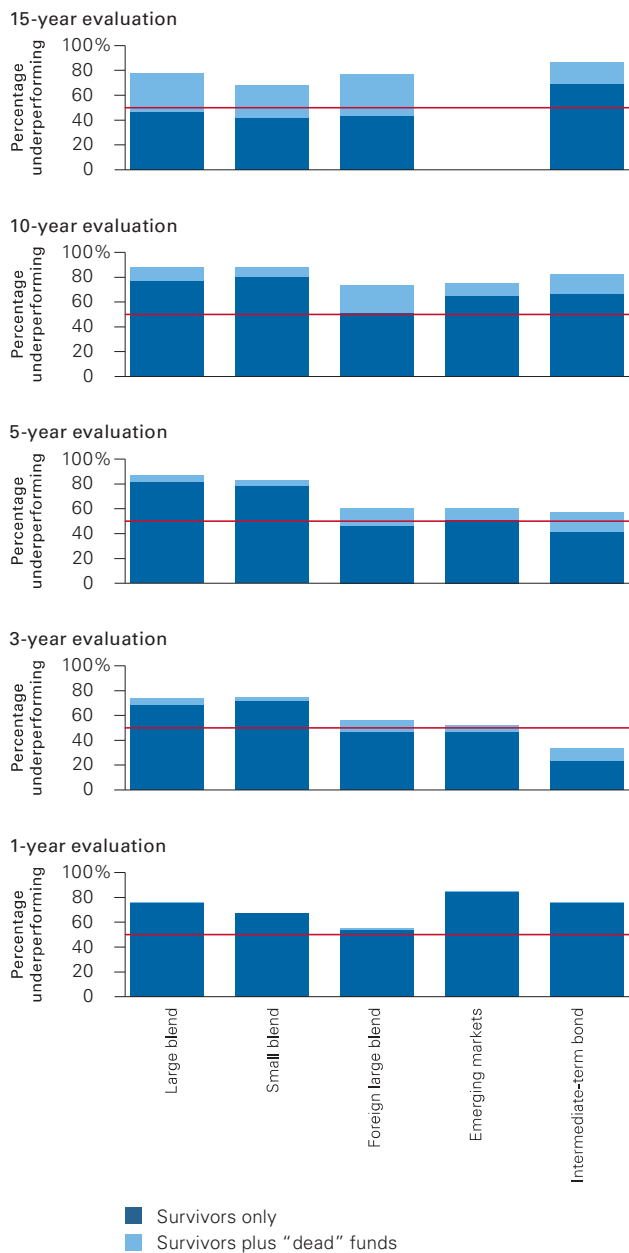 15-year evaluation
Percentage
underperforming
100%
80
60
40
20
0
10-year evaluation
Percentage
underperforming
100%
80
60
40
20
0
5-year evaluation
Percentage
underperforming
100%
80
60
40
20
0
3-year evaluation
Percentage
underperforming
100%
80
60
40
20
0
1-year evaluation
Percentage
underperforming
100%
80
60
40
20
0
Large blend
Small blend
Foreign large blend
Emerging markets
Intermediate-term bond
Survivors only
Survivors plus “dead” funds